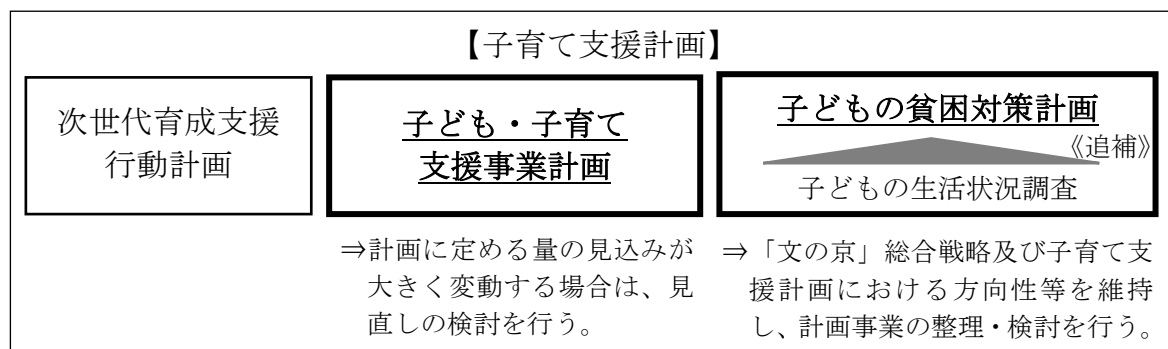 【子育て支援計画】
次世代育成支援
行動計画
子ども・子育て
支援事業計画
子どもの貧困対策計画
《追補》
子どもの生活状況調査
⇒計画に定める量の見込みが
大きく変動する場合は、見
直しの検討を行う。
⇒「文の京」総合戦略及び子育て支
援計画における方向性等を維持
し、計画事業の整理・検討を行う。